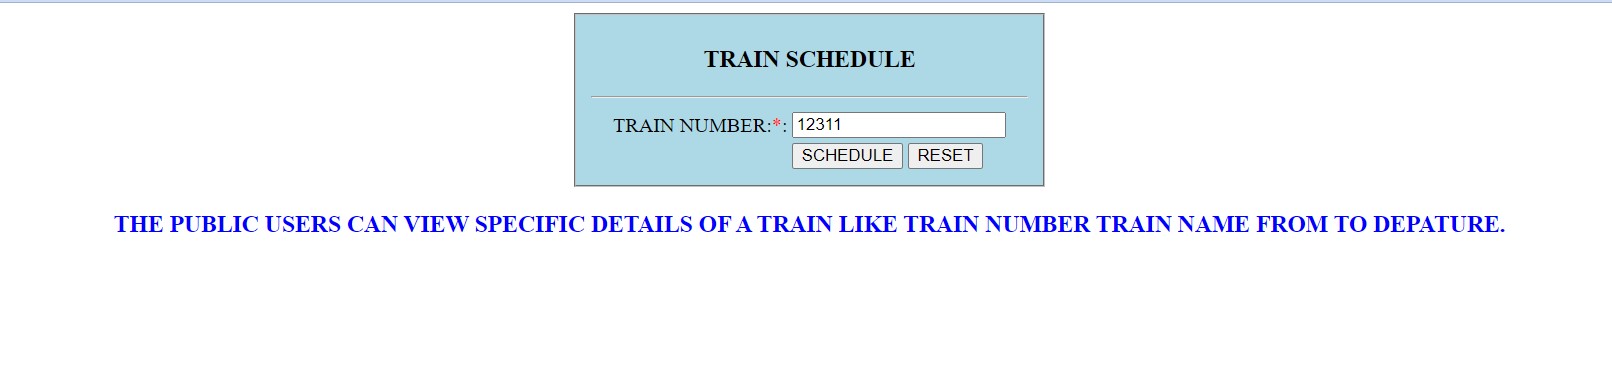 TRAIN SCHEDULE
TRAIN NUMBER:*: 12311
SCHEDULE RESET
THE PUBLIC USERS CAN VIEW SPECIFIC DETAILS OF A TRAIN LIKE TRAIN NUMBER TRAIN NAME FROM TO DEPATURE.